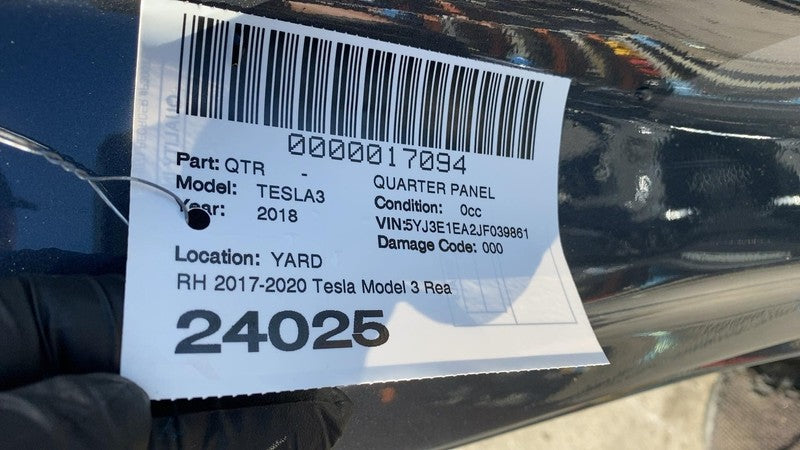 0000017094
Part: QTR - QUARTER PANEL
Model: TESLA3 Condition: 0cc
Year: 2018 VIN:5YJ3E1EA2JF039861
Damage Code: 000
Location: YARD
RH 2017-2020 Tesla Model 3 Rea
24025